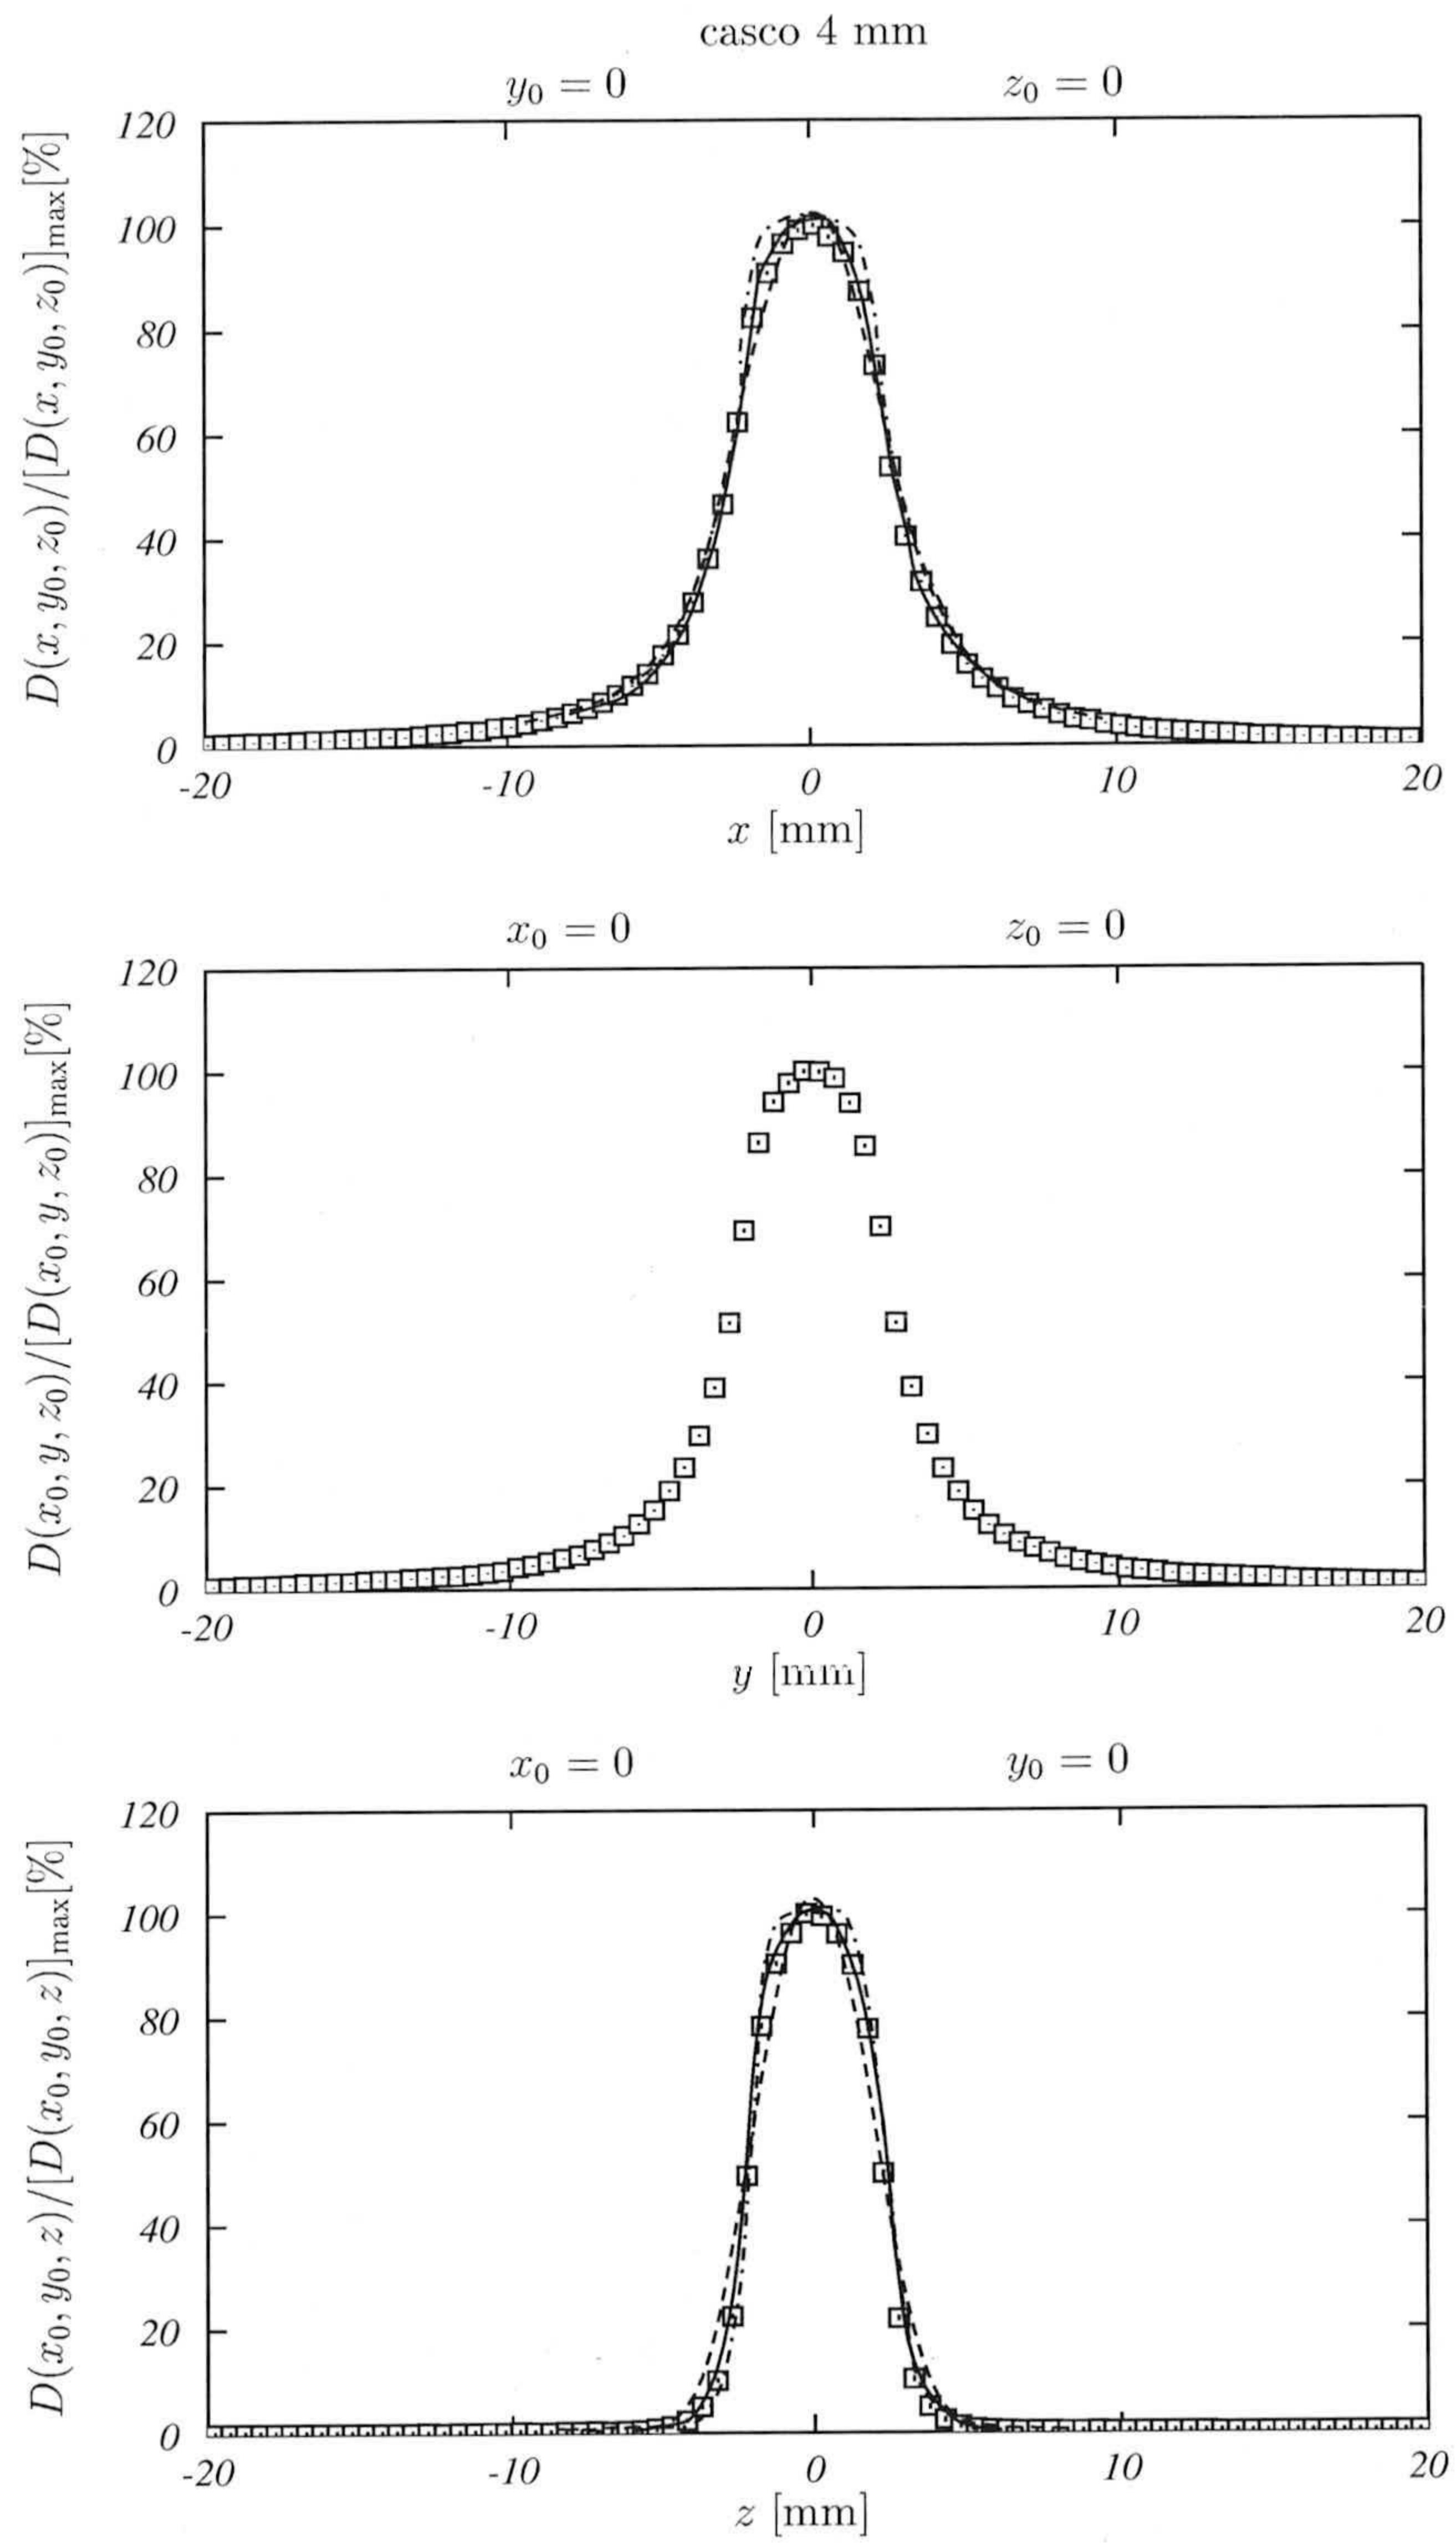 casco 4 mm
y₀ = 0 z₀ = 0
D(x, y₀, z₀)/[D(x, y₀, z₀)]max[%]
120
100
80
60
40
20
0
-20 -10 0 10 20
x [mm]
x₀ = 0 z₀ = 0
D(x₀, y, z₀)/[D(x₀, y, z₀)]max[%]
120
100
80
60
40
20
0
-20 -10 0 10 20
y [mm]
x₀ = 0 y₀ = 0
D(x₀, y₀, z)/[D(x₀, y₀, z)]max[%]
120
100
80
60
40
20
0
-20 -10 0 10 20
z [mm]